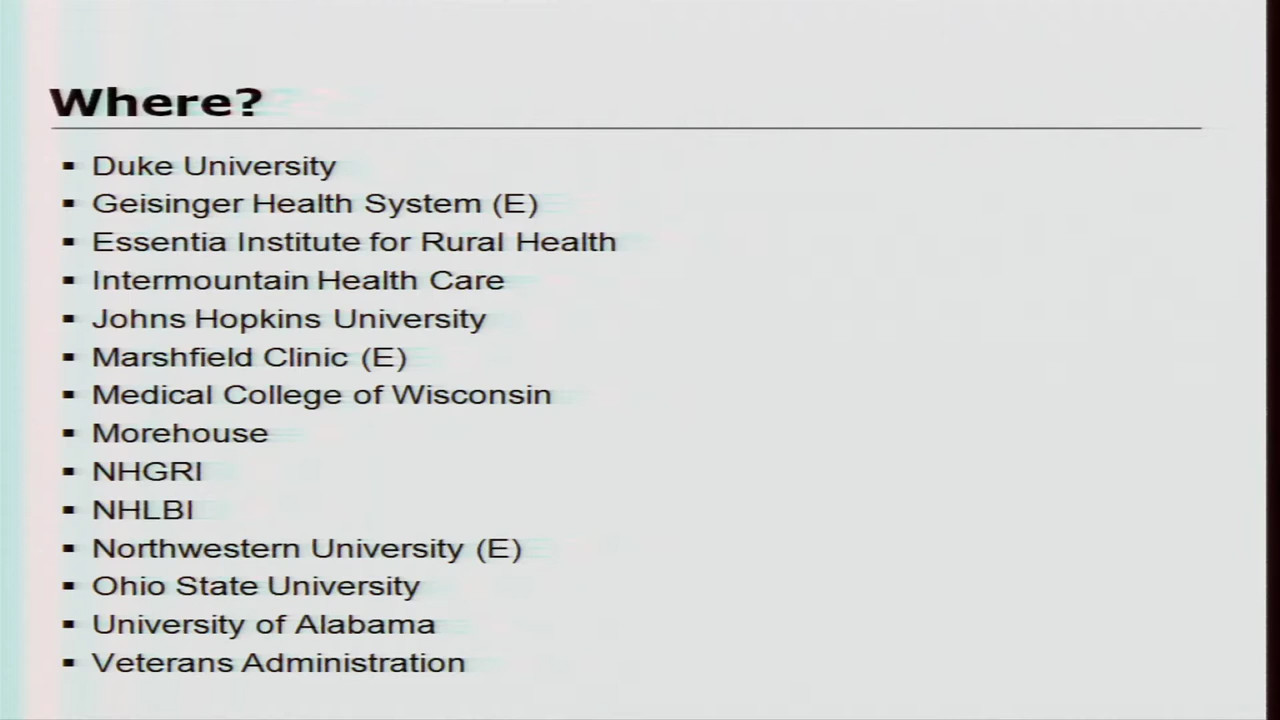 Where?
▪ Duke University
▪ Geisinger Health System (E)
▪ Essentia Institute for Rural Health
▪ Intermountain Health Care
▪ Johns Hopkins University
▪ Marshfield Clinic (E)
▪ Medical College of Wisconsin
▪ Morehouse
▪ NHGRI
▪ NHLBI
▪ Northwestern University (E)
▪ Ohio State University
▪ University of Alabama
▪ Veterans Administration